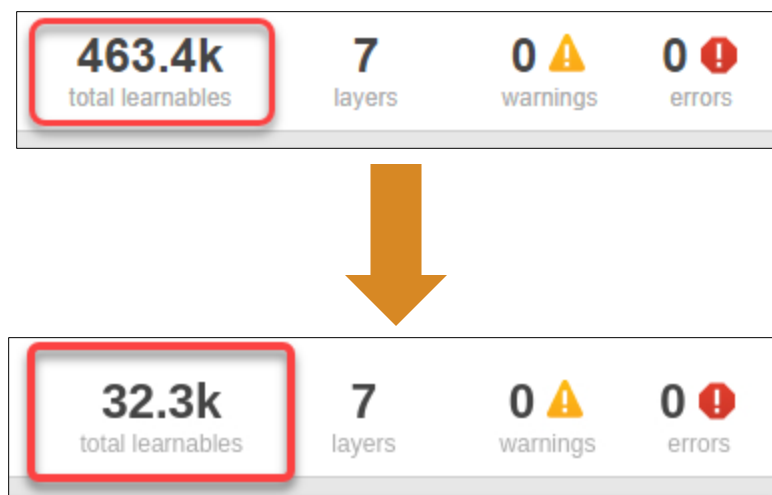 463.4k 7 0 0
total learnables layers warnings errors
32.3k 7 0 0
total learnables layers warnings errors